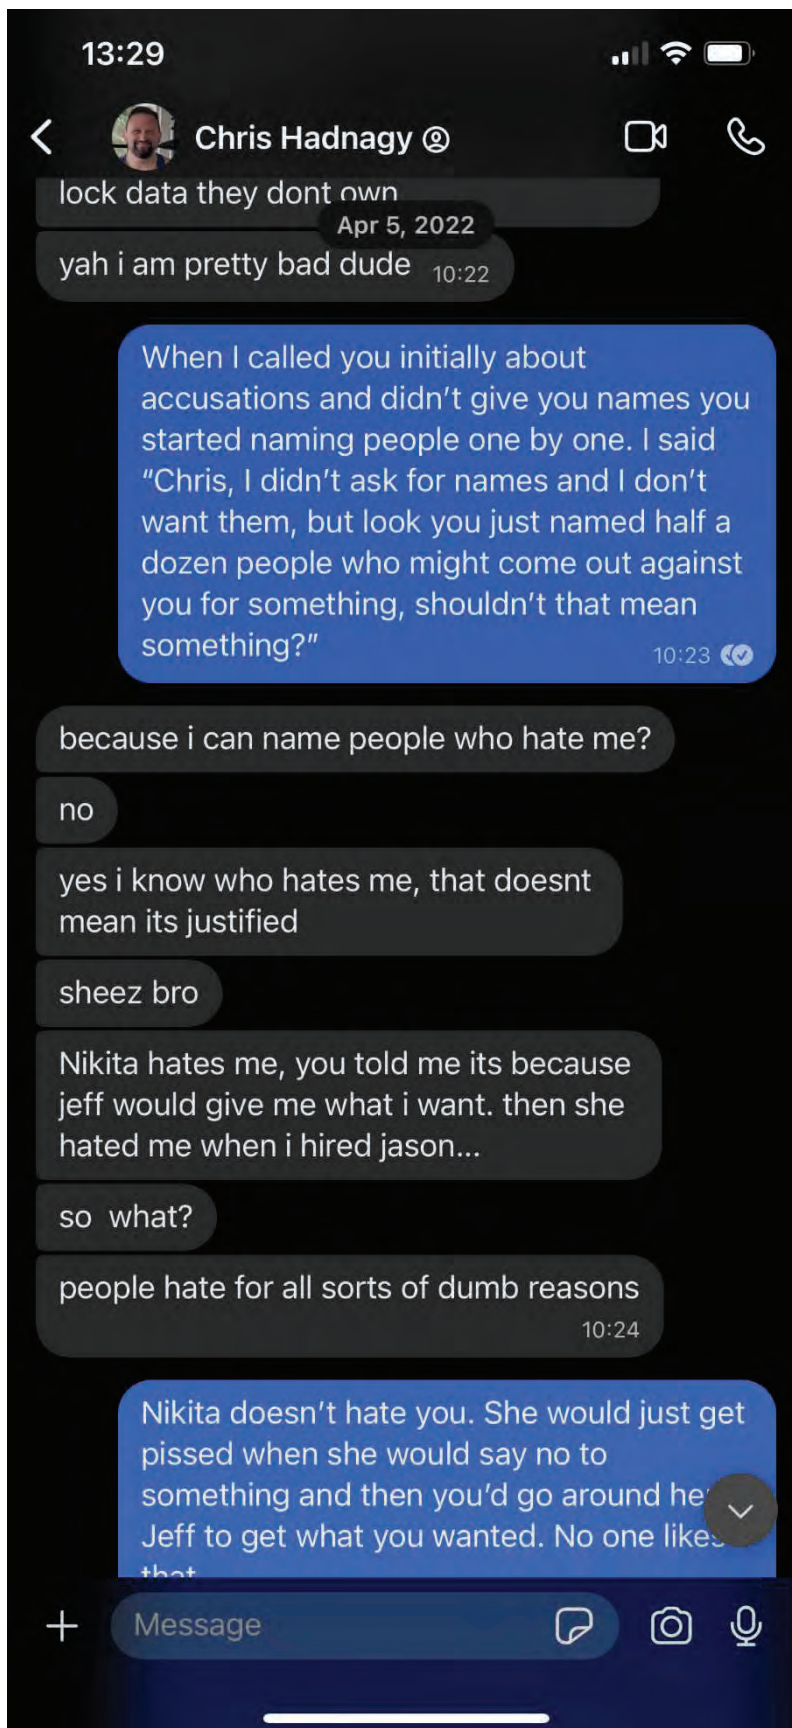 13:29
Chris Hadnagy
lock data they dont own
Apr 5, 2022
yah i am pretty bad dude 10:22
When I called you initially about
accusations and didn’t give you names you
started naming people one by one. I said
“Chris, I didn’t ask for names and I don’t
want them, but look you just named half a
dozen people who might come out against
you for something, shouldn’t that mean
something?”
10:23
because i can name people who hate me?
no
yes i know who hates me, that doesnt
mean its justified
sheez bro
Nikita hates me, you told me its because
jeff would give me what i want. then she
hated me when i hired jason...
so  what?
people hate for all sorts of dumb reasons
10:24
Nikita doesn’t hate you. She would just get
pissed when she would say no to
something and then you’d go around he
Jeff to get what you wanted. No one likes
that
Message